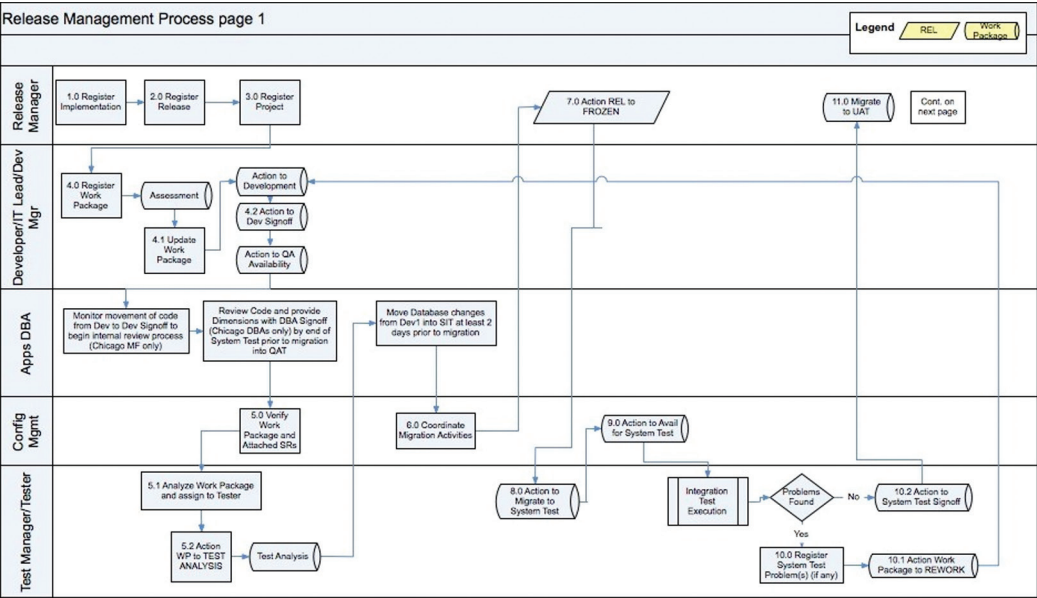 Release Management Process page 1
Legend
REL
Work
Package
Release
Manager
1.0 Register
Implementation
2.0 Register
Release
3.0 Register
Project
7.0 Action REL to
FROZEN
11.0 Migrate
to UAT
Cont. on
next page
Developer/IT Lead/Dev
Mgr
4.0 Register
Work
Package
Assessment
4.1 Update
Work
Package
Action to
Development
4.2 Action to
Dev Signoff
Action to QA
Availability
Apps DBA
Monitor movement of code
from Dev to Dev Signoff to
begin internal review process
(Chicago MF only)
Review Code and provide
Dimensions with DBA Signoff
(Chicago DBAs only) by end of
System Test prior to migration
into QAT
Move Database changes
from Dev1 into SIT at least 2
days prior to migration
Config
Mgmt
5.0 Verify
Work
Package and
Attached SRs
6.0 Coordinate
Migration Activities
9.0 Action to Avail
for System Test
Test Manager/Tester
5.1 Analyze Work Package
and assign to Tester
5.2 Action
WP to TEST
ANALYSIS
Test Analysis
8.0 Action to
Migrate to
System Test
Integration
Test
Execution
Problems
Found
No
10.2 Action to
System Test Signoff
Yes
10.0 Register
System Test
Problem(s) (if any)
10.1 Action Work
Package to REWORK